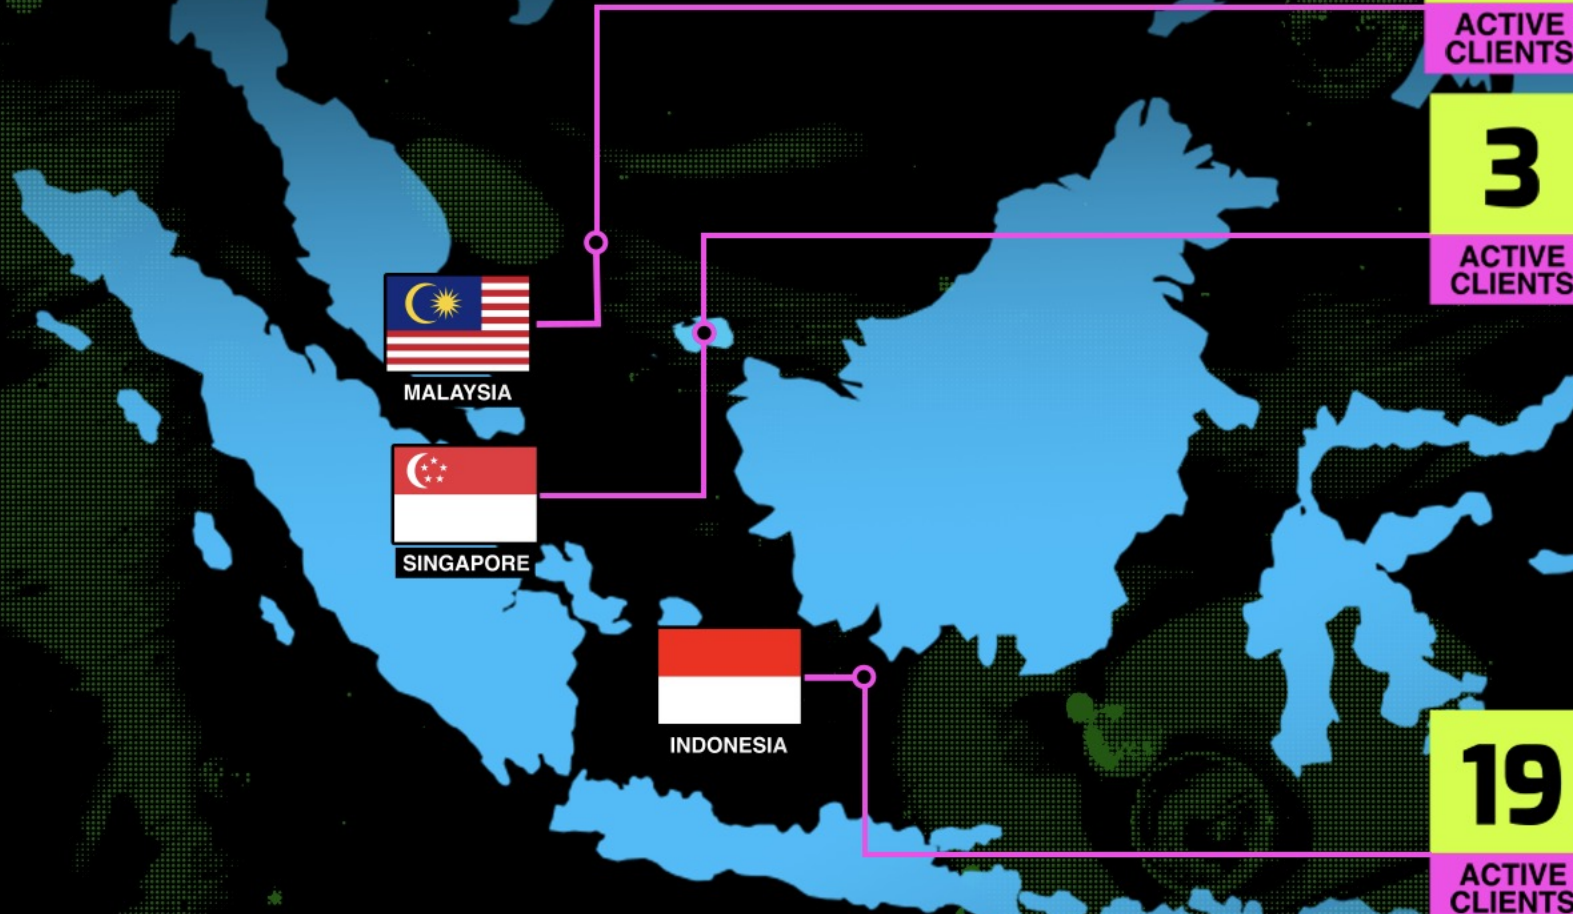 ACTIVE
CLIENTS
3
ACTIVE
CLIENTS
MALAYSIA
SINGAPORE
INDONESIA
19
ACTIVE
CLIENTS